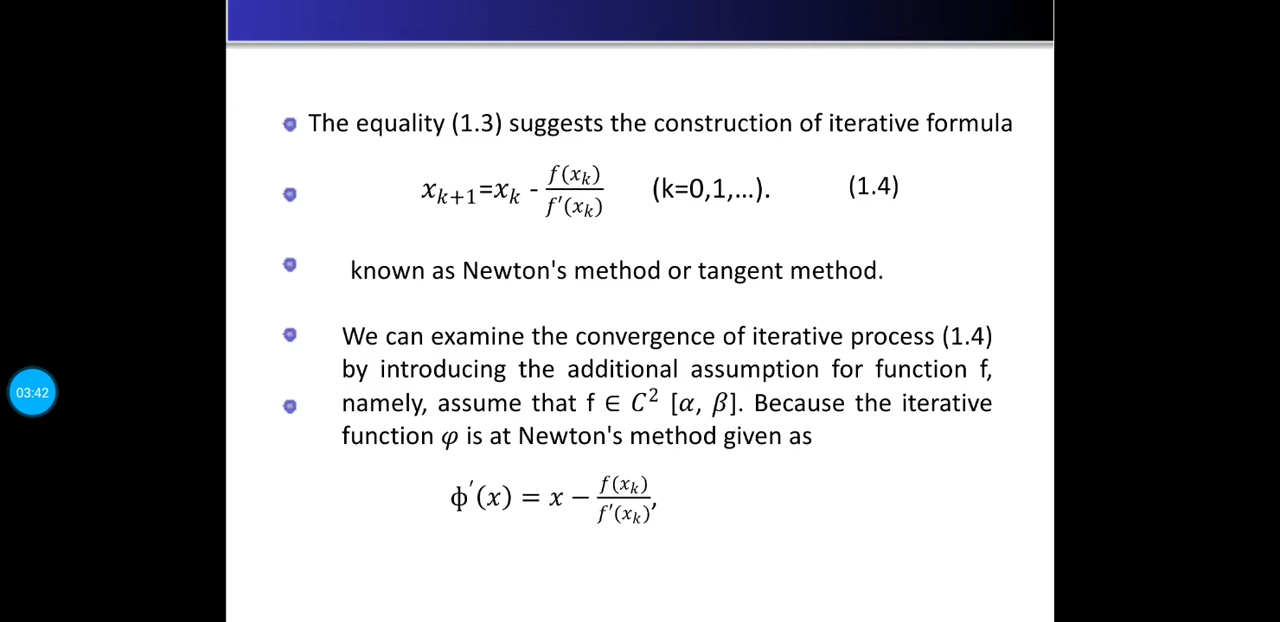 The equality (1.3) suggests the construction of iterative formula
x_{k+1}=x_k - \frac{f(x_k)}{f'(x_k)} (k=0,1,...). (1.4)
known as Newton's method or tangent method.
We can examine the convergence of iterative process (1.4)
by introducing the additional assumption for function f,
03:42
namely, assume that f ∈ C² [α, β]. Because the iterative
function φ is at Newton's method given as
ϕ'(x) = x − \frac{f(x_k)}{f'(x_k)},